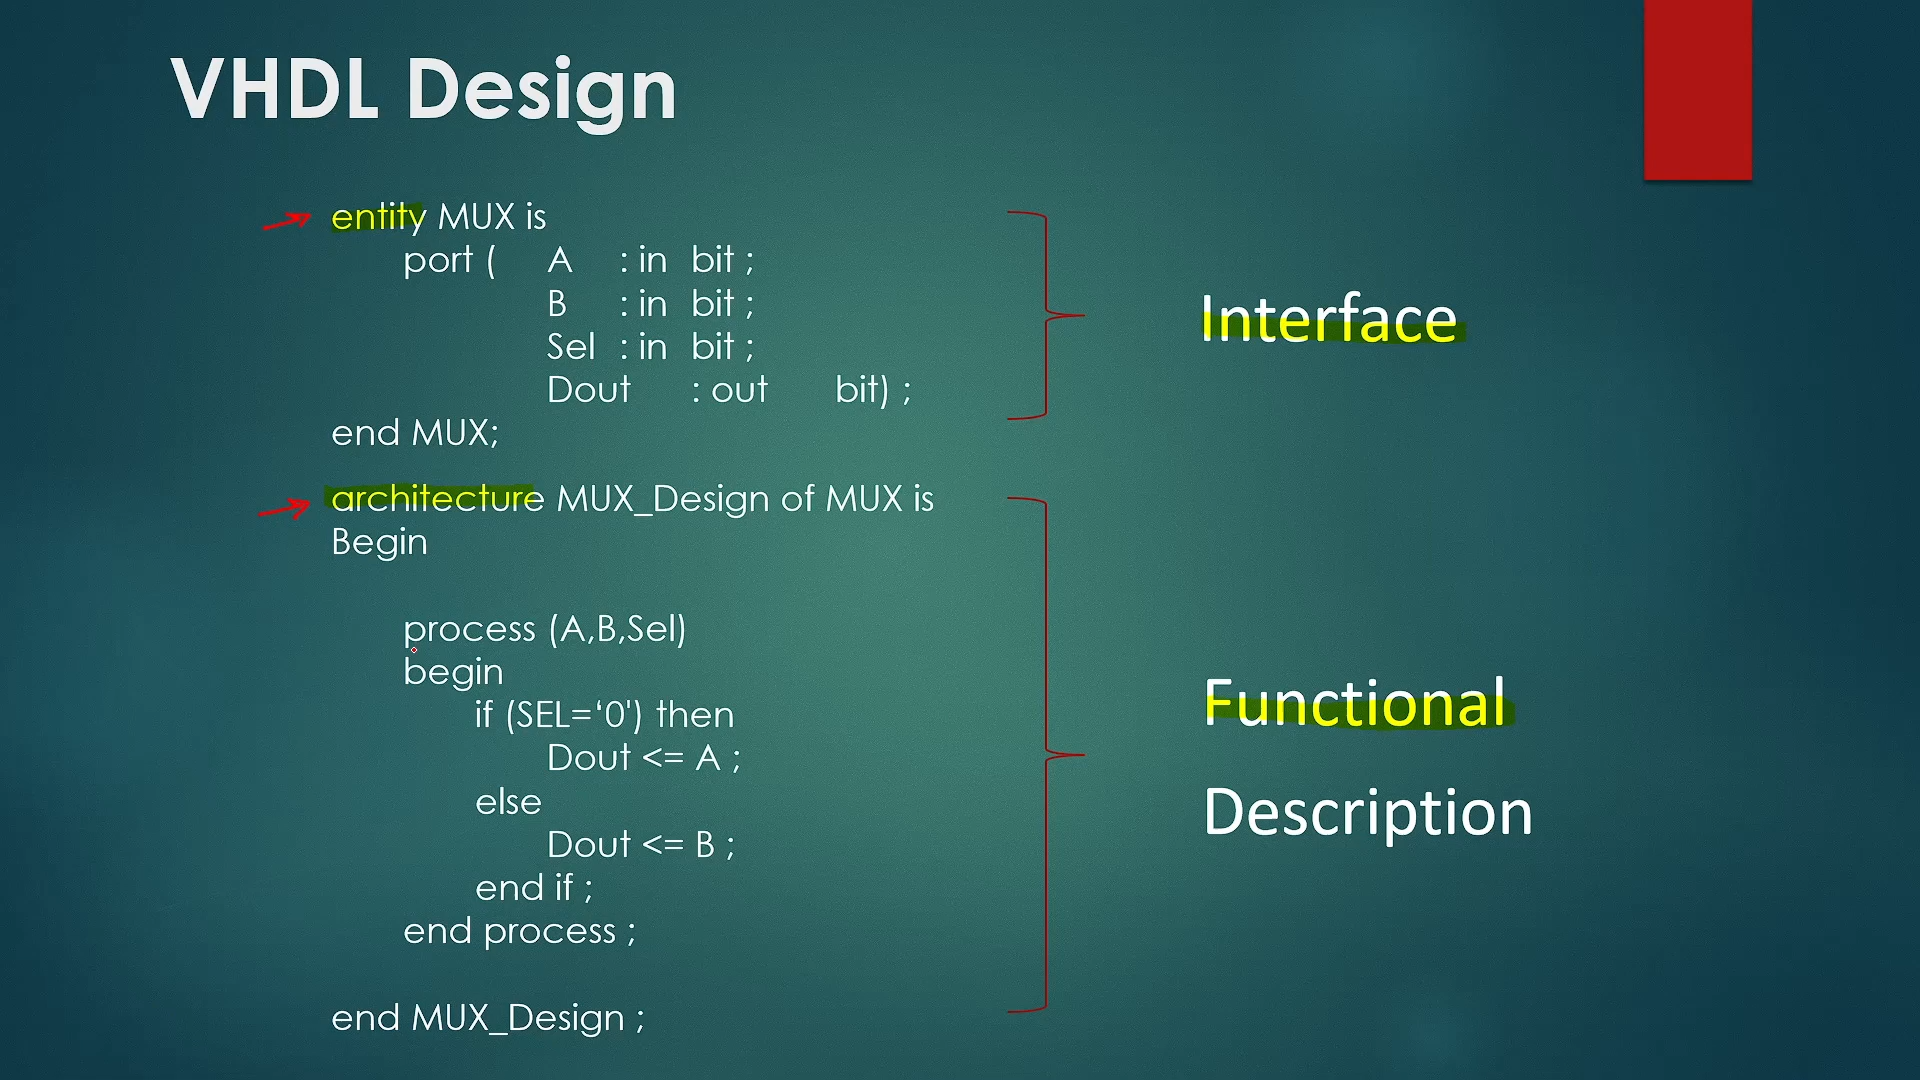 VHDL Design
entity MUX is
port ( A : in bit ;
B : in bit ;
Sel : in bit ;
Dout : out bit) ;
end MUX;
Interface
architecture MUX_Design of MUX is
Begin
process (A,B,Sel)
begin
if (SEL=‘0') then
Dout <= A ;
else
Dout <= B ;
end if ;
end process ;
end MUX_Design ;
Functional
Description